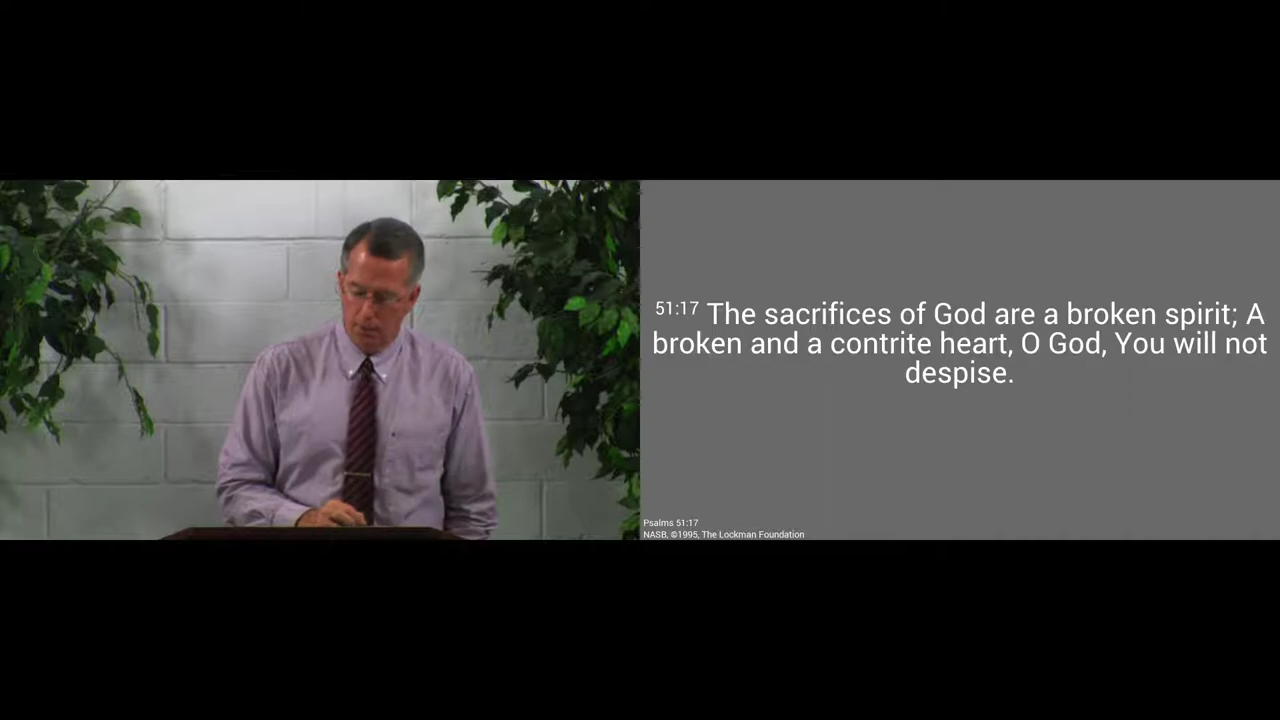 51:17 The sacrifices of God are a broken spirit; A
broken and a contrite heart, O God, You will not
despise.
Psalms 51:17
NASB, ©1995, The Lockman Foundation